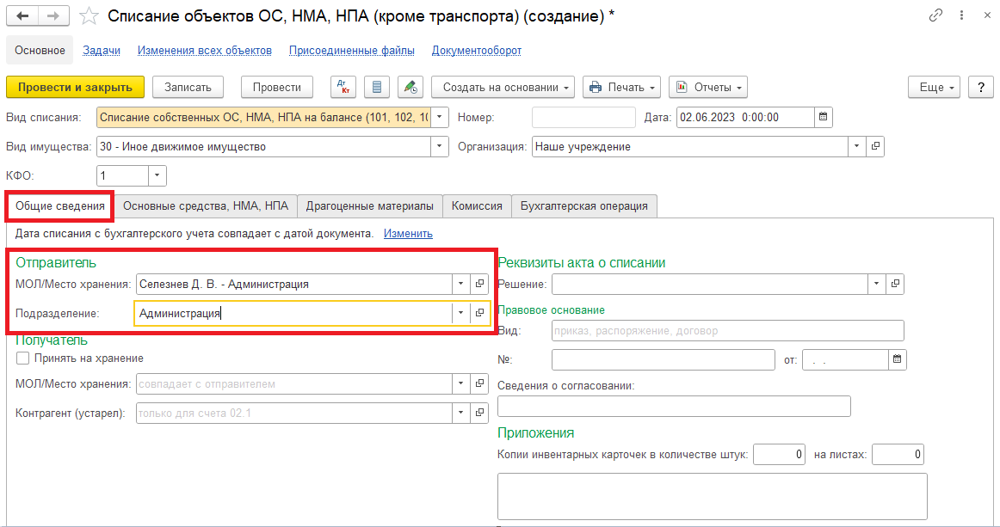 Списание объектов ОС, НМА, НПА (кроме транспорта) (создание) *
Основное Задачи Изменения всех объектов Присоединенные файлы Документооборот
Провести и закрыть Записать Провести Дт Кт Создать на основании Печать Отчеты Еще ?
Вид списания: Списание собственных ОС, НМА, НПА на балансе (101, 102, 10 Номер: Дата: 02.06.2023 0:00:00
Вид имущества: 30 - Иное движимое имущество Организация: Наше учреждение
КФО: 1
Общие сведения Основные средства, НМА, НПА Драгоценные материалы Комиссия Бухгалтерская операция
Дата списания с бухгалтерского учета совпадает с датой документа. Изменить
Отправитель Реквизиты акта о списании
МОЛ/Место хранения: Селезнев Д. В. - Администрация Решение:
Подразделение: Администрация Правовое основание
Вид: приказ, распоряжение, договор
Получатель
Принять на хранение №: от: . .
МОЛ/Место хранения: совпадает с отправителем Сведения о согласовании:
Контрагент (устарел): только для счета 02.1
Приложения
Копии инвентарных карточек в количестве штук: 0 на листах: 0